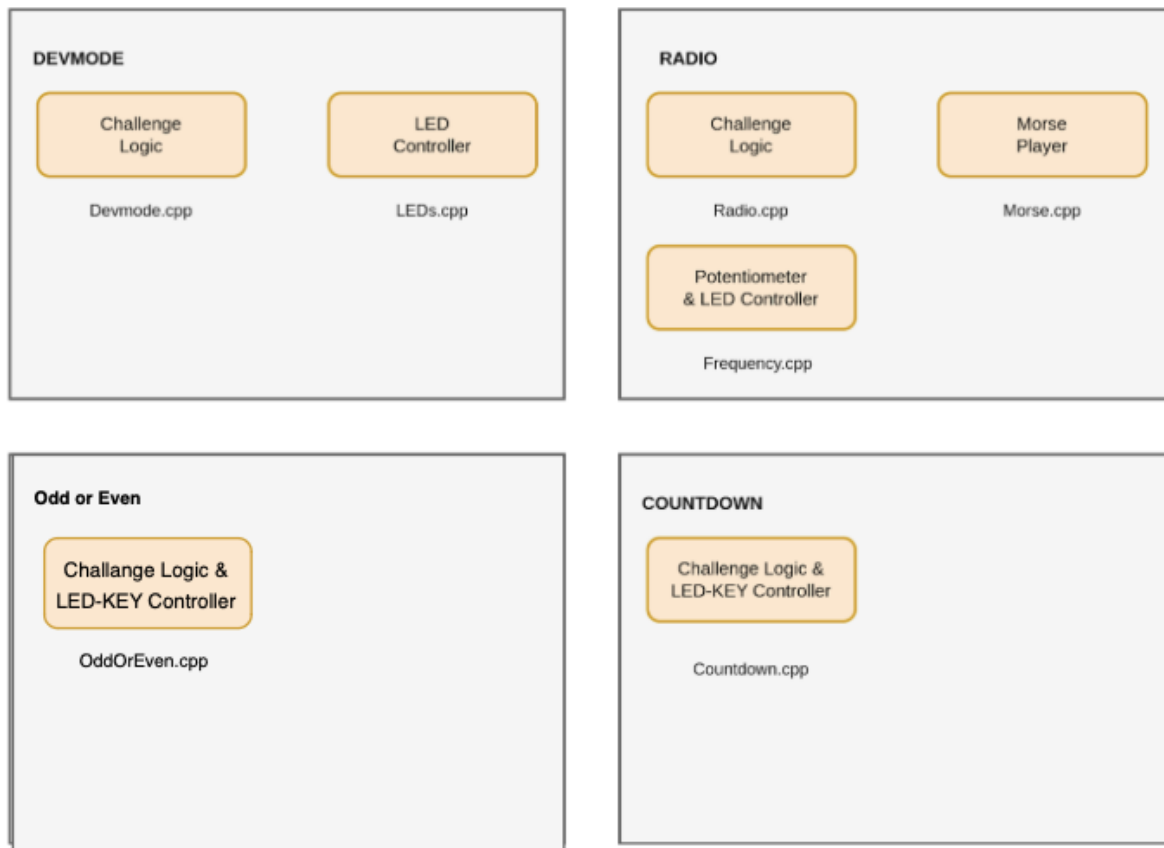 DEVMODE
Challenge
Logic
Devmode.cpp
LED
Controller
LEDs.cpp
RADIO
Challenge
Logic
Radio.cpp
Morse
Player
Morse.cpp
Potentiometer
& LED Controller
Frequency.cpp
Odd or Even
Challange Logic &
LED-KEY Controller
OddOrEven.cpp
COUNTDOWN
Challenge Logic &
LED-KEY Controller
Countdown.cpp